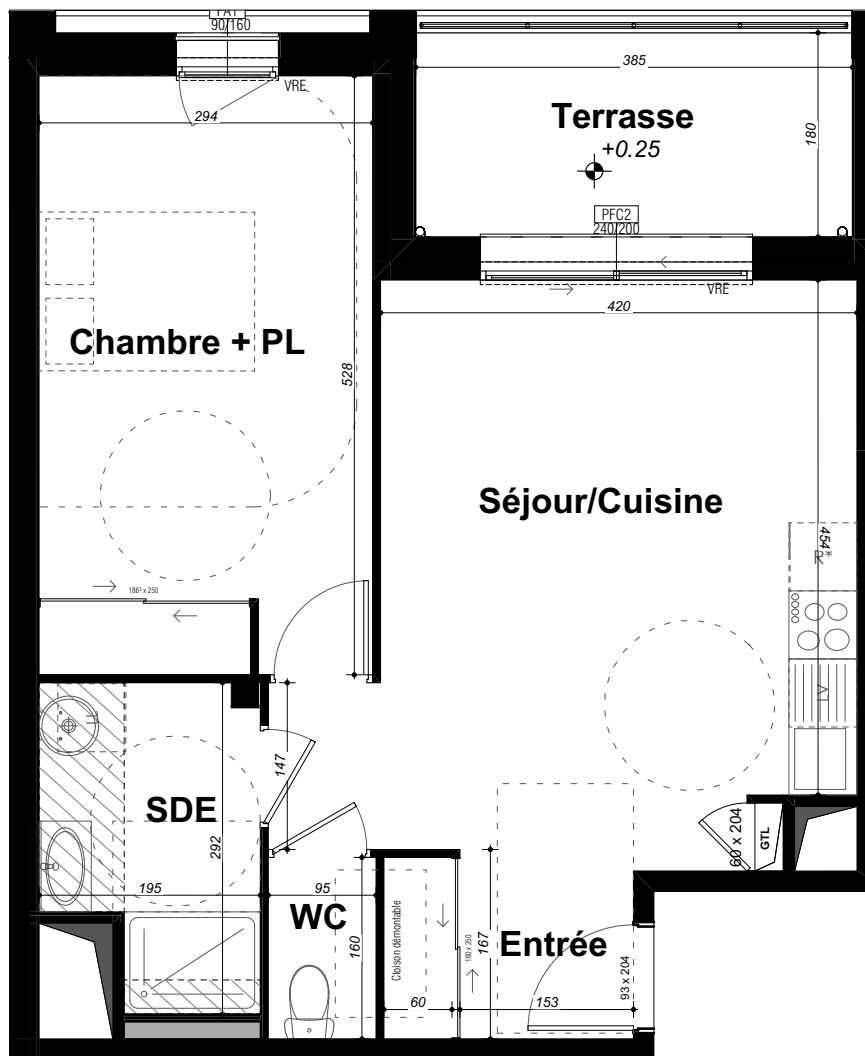 90/160
VRE
294
385
Terrasse
+0.25
180
PFC2
240/200
VRE
420
Chambre + PL
528
Séjour/Cuisine
454
R*
186⁵ x 250
LV
147
SDE
292
195
95
WC
160
Cloison démontable
60
160 x 250
167
Entrée
153
93 x 204
60 x 204
GTL